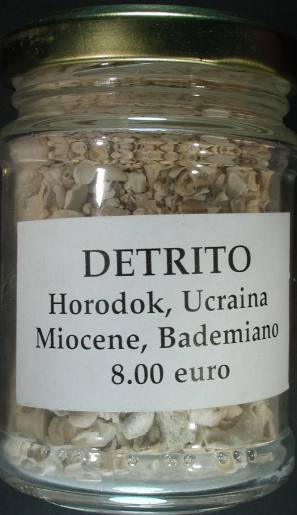 DETRITO
Horodok, Ucraina
Miocene, Bademiano
8.00 euro